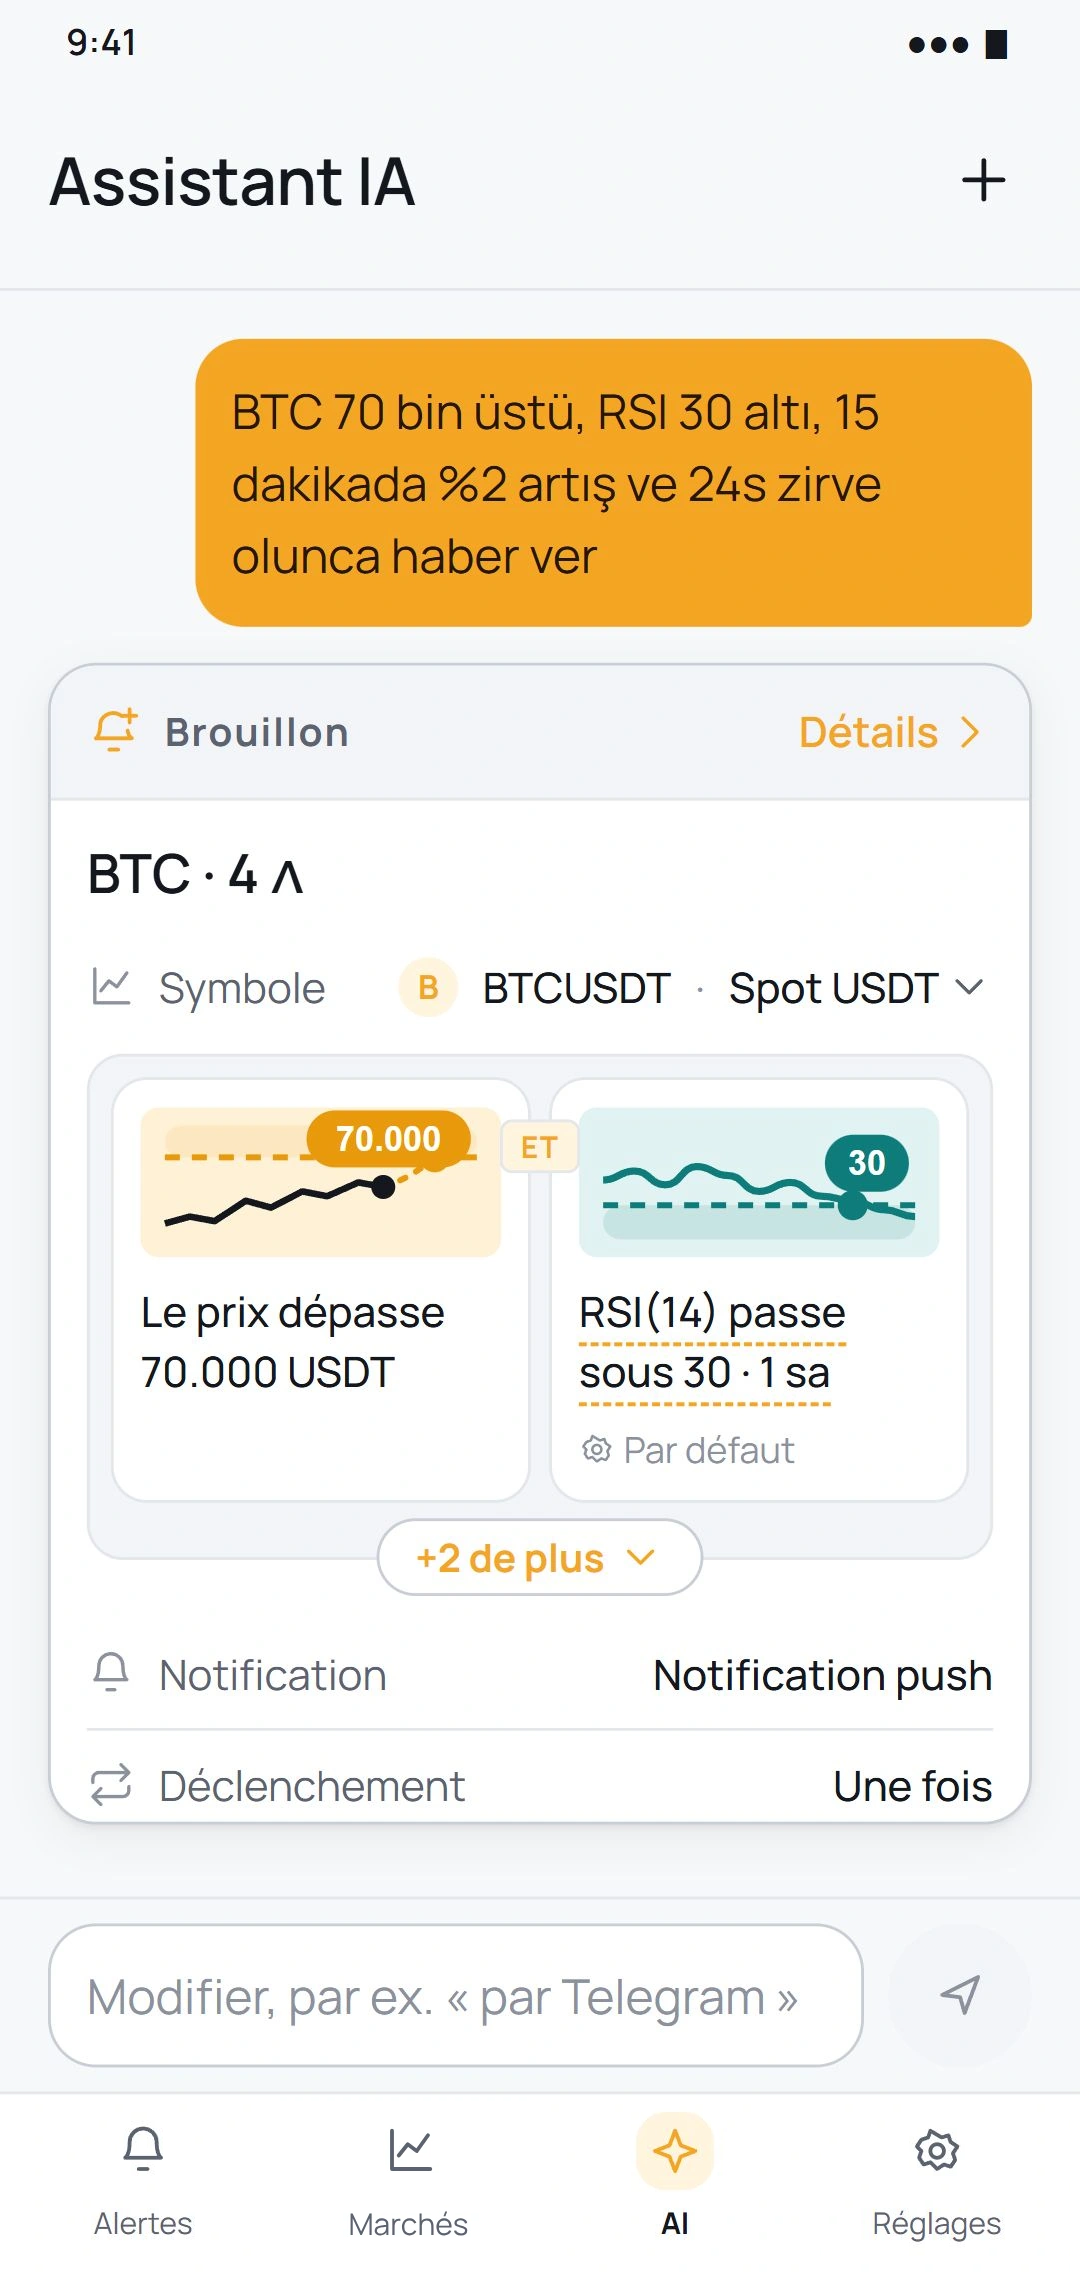 9:41
Assistant IA
BTC 70 bin üstü, RSI 30 altı, 15
dakikada %2 artış ve 24s zirve
olunca haber ver
Brouillon
Détails
BTC · 4 ∧
Symbole
B BTCUSDT · Spot USDT
70.000
ET
30
Le prix dépasse
70.000 USDT
RSI(14) passe
sous 30 · 1 sa
Par défaut
+2 de plus
Notification
Notification push
Déclenchement
Une fois
Modifier, par ex. « par Telegram »
Alertes
Marchés
AI
Réglages